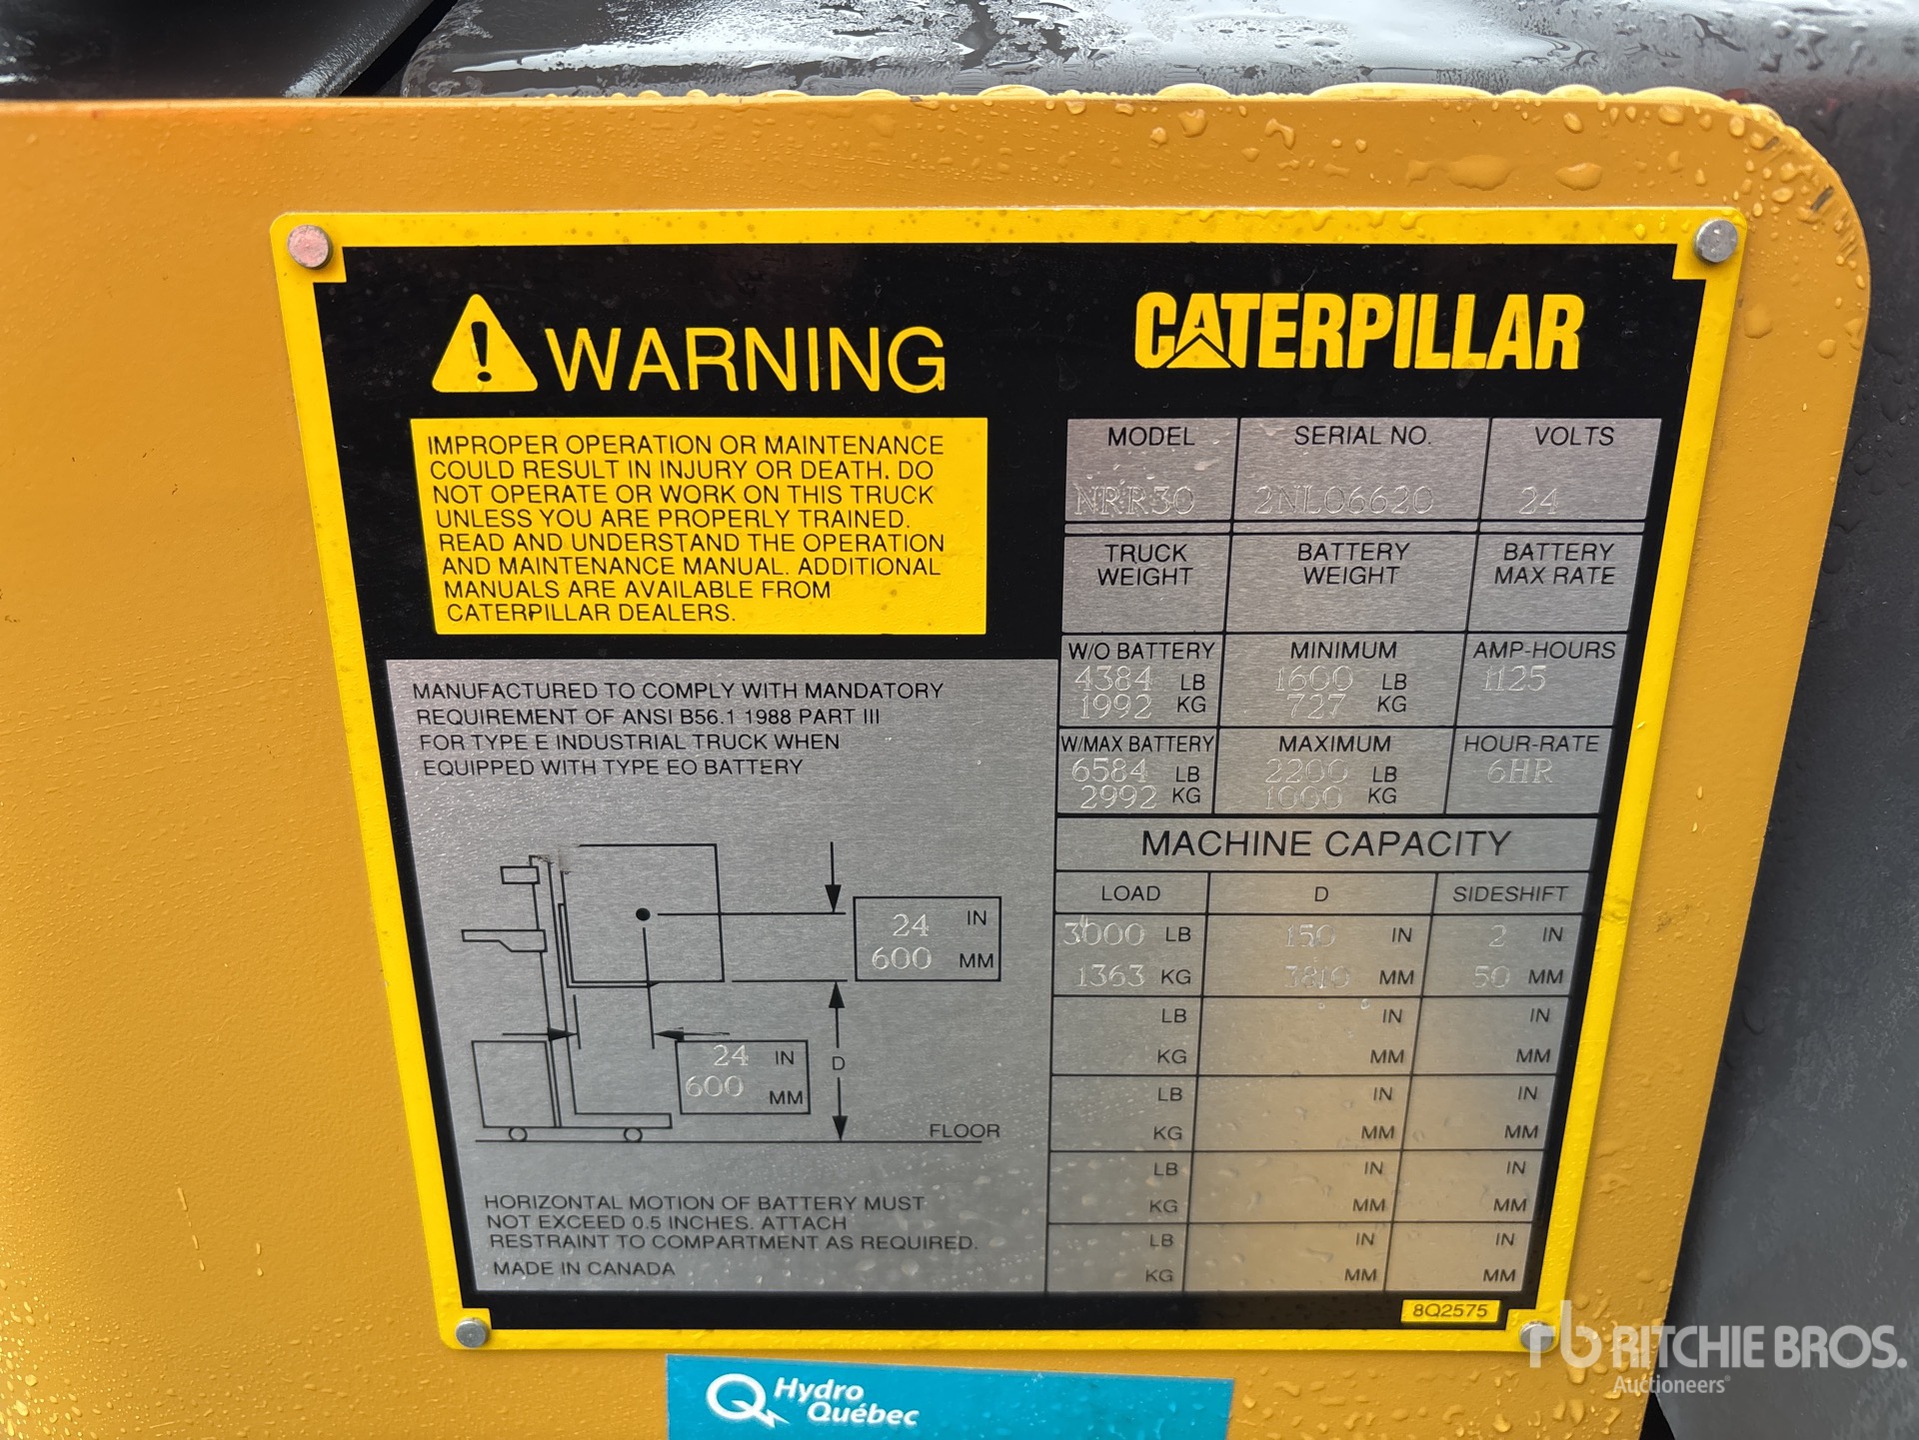 WARNING
IMPROPER OPERATION OR MAINTENANCE
COULD RESULT IN INJURY OR DEATH. DO
NOT OPERATE OR WORK ON THIS TRUCK
UNLESS YOU ARE PROPERLY TRAINED.
READ AND UNDERSTAND THE OPERATION
AND MAINTENANCE MANUAL. ADDITIONAL
MANUALS ARE AVAILABLE FROM
CATERPILLAR DEALERS.
MANUFACTURED TO COMPLY WITH MANDATORY
REQUIREMENT OF ANSI B56.1 1988 PART III
FOR TYPE E INDUSTRIAL TRUCK WHEN
EQUIPPED WITH TYPE EO BATTERY
24 IN
600 MM
24 IN
600 MM
D
FLOOR
HORIZONTAL MOTION OF BATTERY MUST
NOT EXCEED 0.5 INCHES. ATTACH
RESTRAINT TO COMPARTMENT AS REQUIRED.
MADE IN CANADA
CATERPILLAR
MODEL SERIAL NO. VOLTS
NRR30 2NL06620 24
TRUCK WEIGHT BATTERY WEIGHT BATTERY MAX RATE
W/O BATTERY MINIMUM AMP-HOURS
4384 LB 1600 LB 1125
1992 KG 727 KG
W/MAX BATTERY MAXIMUM HOUR-RATE
6584 LB 2200 LB 6HR
2992 KG 1000 KG
MACHINE CAPACITY
LOAD D SIDESHIFT
3000 LB 150 IN 2 IN
1363 KG 3810 MM 50 MM
LB IN IN
KG MM MM
LB IN IN
KG MM MM
LB IN IN
KG MM MM
LB IN IN
KG MM MM
8Q2575
Hydro
Québec
rb RITCHIE BROS.
Auctioneers